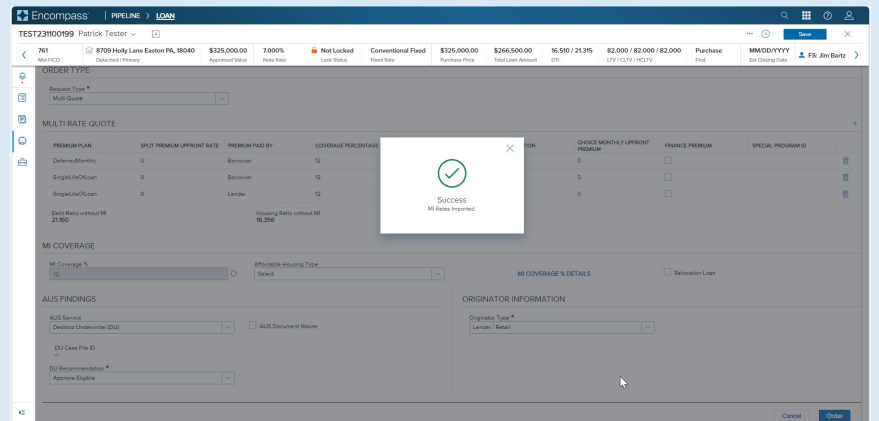 Encompass | PIPELINE > LOAN
TEST231100199 Patrick Tester
Save
761 8709 Holly Lane Easton PA, 18040 $325,000.00 7.000% Not Locked Conventional Fixed $325,000.00 $266,500.00 16.510 / 21.315 82.000 / 82.000 / 82.000 Purchase MM/DD/YYYY FS: Jim Bartz
Mid-FICO Detached | Primary Appraised Value Note Rate Lock Status Fixed Rate Purchase Price Total Loan Amount DTI LTV / CLTV / HCLTV First Est Closing Date
ORDER TYPE
Request Type *
Multi Quote
MULTI RATE QUOTE
PREMIUM PLAN SPLIT PREMIUM UPFRONT RATE PREMIUM PAID BY COVERAGE PERCENTAGE CHOICE MONTHLY UPFRONT PREMIUM FINANCE PREMIUM SPECIAL PROGRAM ID
DeferredMonthly 0 Borrower 12 0
SingleLifeOfLoan 0 Borrower 12 0
SingleLifeOfLoan 0 Lender 12 0
Success
MI Rates Imported.
Debt Ratio without MI Housing Ratio without MI
21.160 16.356
MI COVERAGE
MI Coverage % Affordable Housing Type
12 Select MI COVERAGE % DETAILS Relocation Loan
AUS FINDINGS ORIGINATOR INFORMATION
AUS Service Originator Type *
Desktop Underwriter (DU) AUS Document Waiver Lender / Retail
DU Case File ID
--
DU Recommendation *
Approve Eligible
Cancel Order